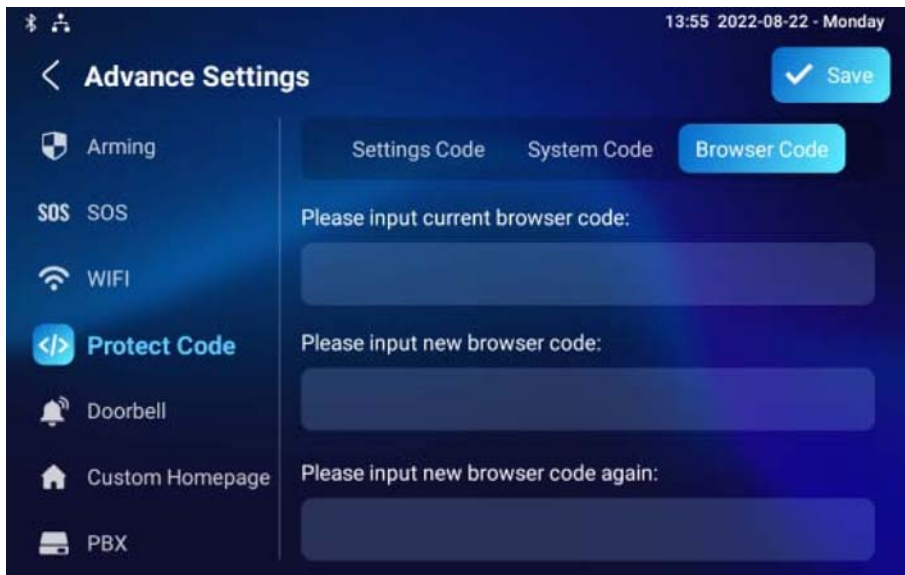 13:55 2022-08-22 - Monday
Advance Settings
Save
Arming
Settings Code System Code Browser Code
SOS SOS
Please input current browser code:
WIFI
</> Protect Code
Please input new browser code:
Doorbell
Custom Homepage
Please input new browser code again:
PBX